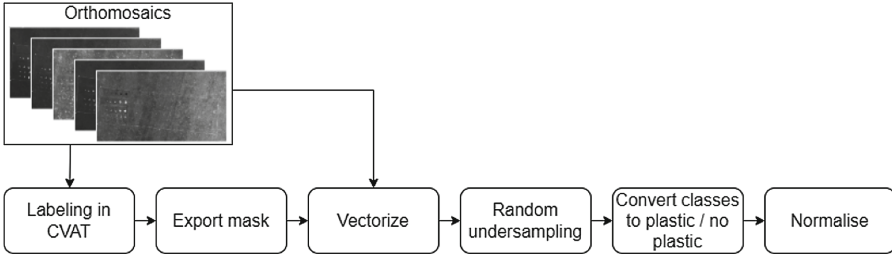 Orthomosaics
Labeling in
CVAT
Export mask
Vectorize
Random
undersampling
Convert classes
to plastic / no
plastic
Normalise